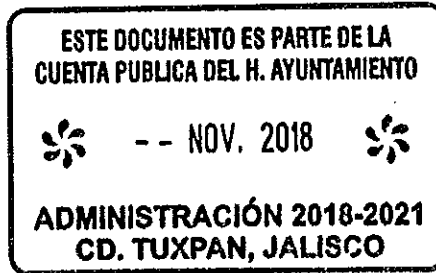 ESTE DOCUMENTO ES PARTE DE LA
CUENTA PUBLICA DEL H. AYUNTAMIENTO
-- NOV. 2018
ADMINISTRACIÓN 2018-2021
CD. TUXPAN, JALISCO